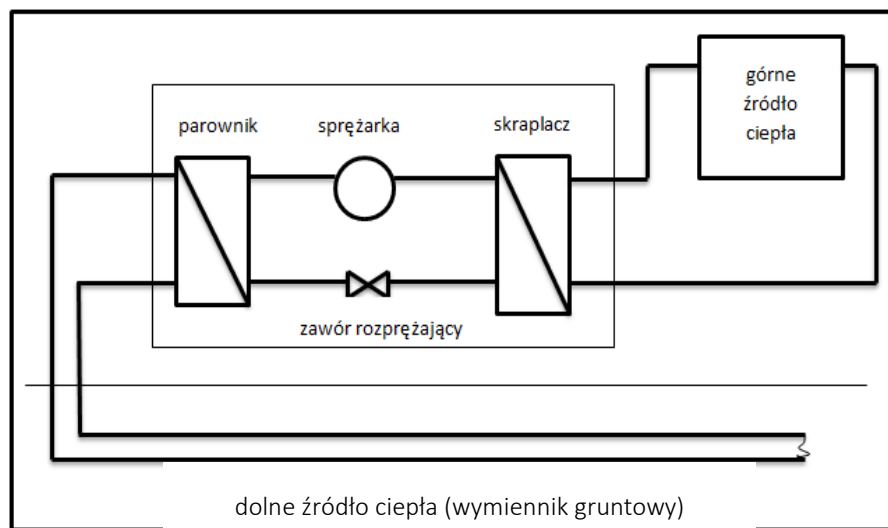 górne
źródło
ciepła
parownik sprężarka skraplacz
zawór rozprężający
dolne źródło ciepła (wymiennik gruntowy)